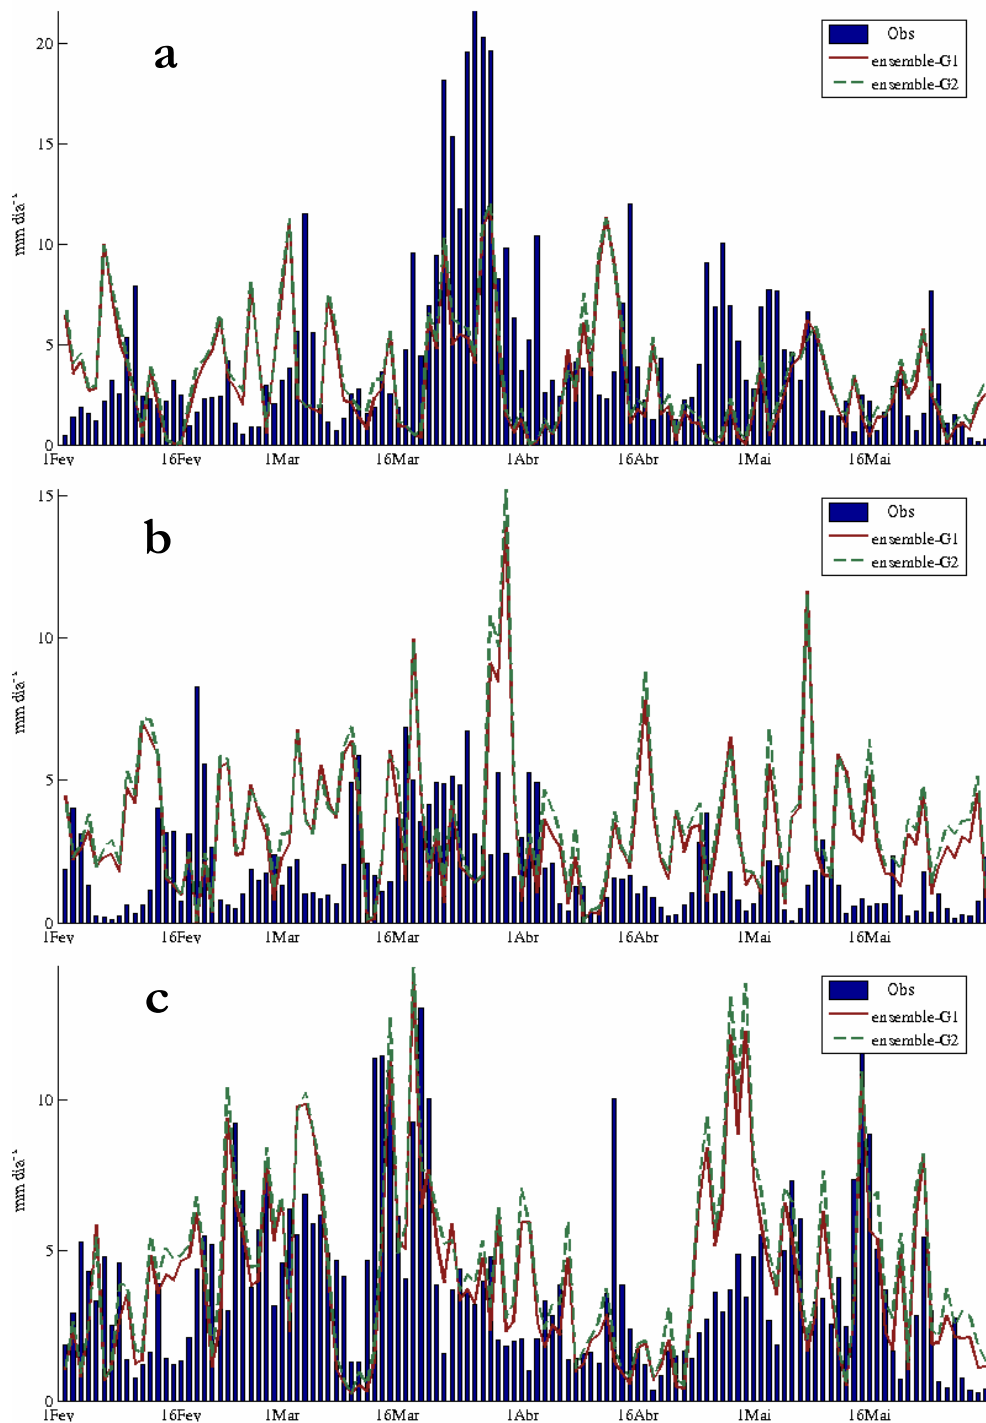 a
20
15
10
5
0
mm dia⁻¹
Obs
ensemble-G1
ensemble-G2
1Fev 16Fev 1Mar 16Mar 1Abr 16Abr 1Mai 16Mai
b
15
10
5
0
mm dia⁻¹
Obs
ensemble-G1
ensemble-G2
1Fev 16Fev 1Mar 16Mar 1Abr 16Abr 1Mai 16Mai
c
10
5
0
mm dia⁻¹
Obs
ensemble-G1
ensemble-G2
1Fev 16Fev 1Mar 16Mar 1Abr 16Abr 1Mai 16Mai